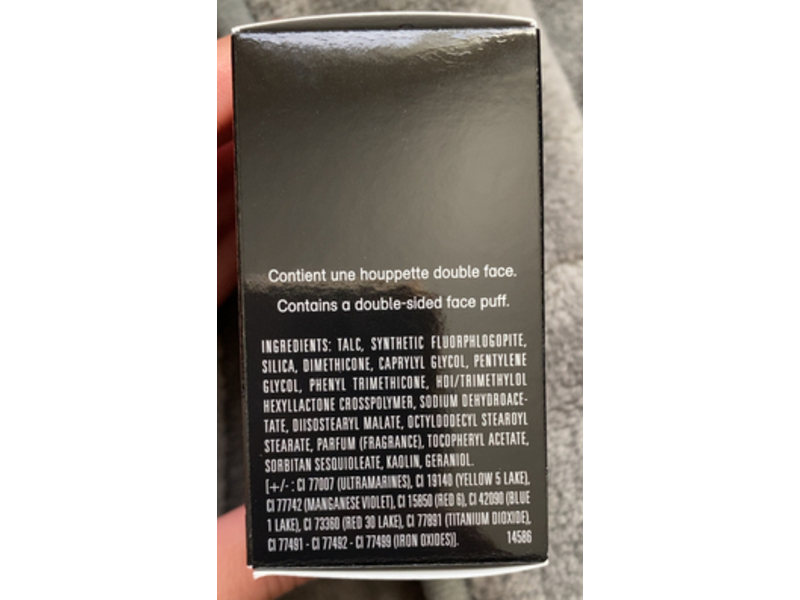 Contient une houppette double face.
Contains a double-sided face puff.
INGREDIENTS: TALC, SYNTHETIC FLUORPHLOGOPITE,
SILICA, DIMETHICONE, CAPRYLYL GLYCOL, PENTYLENE
GLYCOL, PHENYL TRIMETHICONE, HDI/TRIMETHYLOL
HEXYLLACTONE CROSSPOLYMER, SODIUM DEHYDROACE-
TATE, DIISOSTEARYL MALATE, OCTYLDODECYL STEAROYL
STEARATE, PARFUM (FRAGRANCE), TOCOPHERYL ACETATE,
SORBITAN SESQUIOLEATE, KAOLIN, GERANIOL.
[+/- : CI 77007 (ULTRAMARINES), CI 19140 (YELLOW 5 LAKE),
CI 77742 (MANGANESE VIOLET), CI 15850 (RED 6), CI 42090 (BLUE
1 LAKE), CI 73360 (RED 30 LAKE), CI 77891 (TITANIUM DIOXIDE),
CI 77491 - CI 77492 - CI 77499 (IRON OXIDES)]. 14586